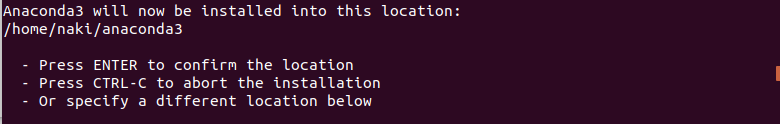 Anaconda3 will now be installed into this location:
/home/naki/anaconda3
- Press ENTER to confirm the location
- Press CTRL-C to abort the installation
- Or specify a different location below